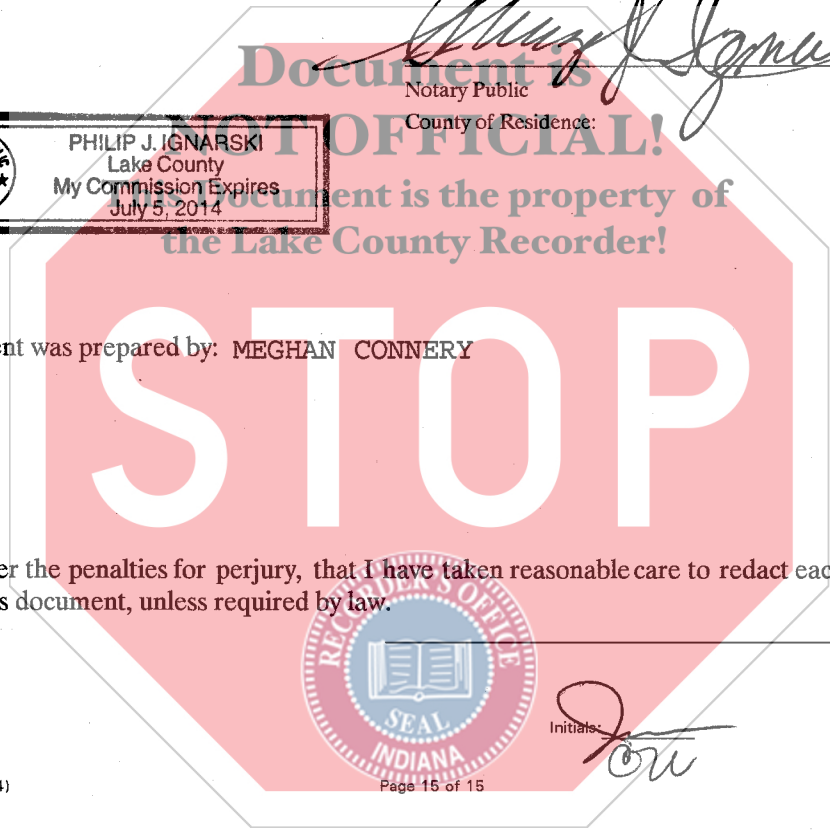 Document is
Notary Public
NOT OFFICIAL!
County of Residence:
PHILIP J. IGNARSKI
Lake County
My Commission Expires
July 5, 2014
This Document is the property of
the Lake County Recorder!
STOP
ent was prepared by: MEGHAN CONNERY
er the penalties for perjury, that I have taken reasonable care to redact eac
s document, unless required by law.
RECORDER'S OFFICE
SEAL
INDIANA
Initials:
4)
Page 15 of 15